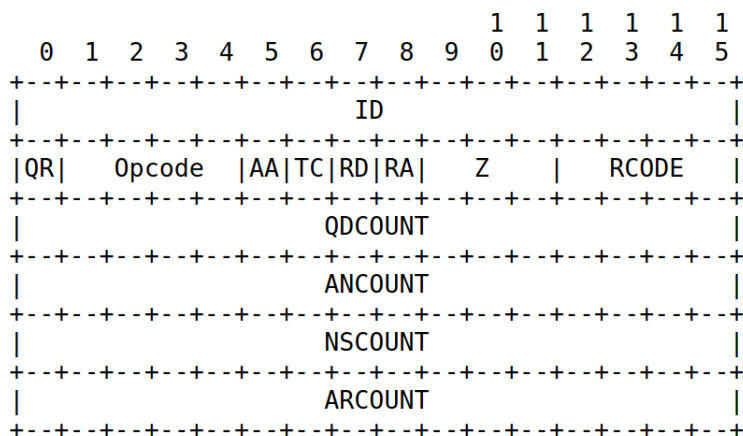 1  1  1  1  1  1
  0  1  2  3  4  5  6  7  8  9  0  1  2  3  4  5
+--+--+--+--+--+--+--+--+--+--+--+--+--+--+--+--+
|                      ID                       |
+--+--+--+--+--+--+--+--+--+--+--+--+--+--+--+--+
|QR|   Opcode  |AA|TC|RD|RA|   Z    |   RCODE   |
+--+--+--+--+--+--+--+--+--+--+--+--+--+--+--+--+
|                    QDCOUNT                    |
+--+--+--+--+--+--+--+--+--+--+--+--+--+--+--+--+
|                    ANCOUNT                    |
+--+--+--+--+--+--+--+--+--+--+--+--+--+--+--+--+
|                    NSCOUNT                    |
+--+--+--+--+--+--+--+--+--+--+--+--+--+--+--+--+
|                    ARCOUNT                    |
+--+--+--+--+--+--+--+--+--+--+--+--+--+--+--+--+